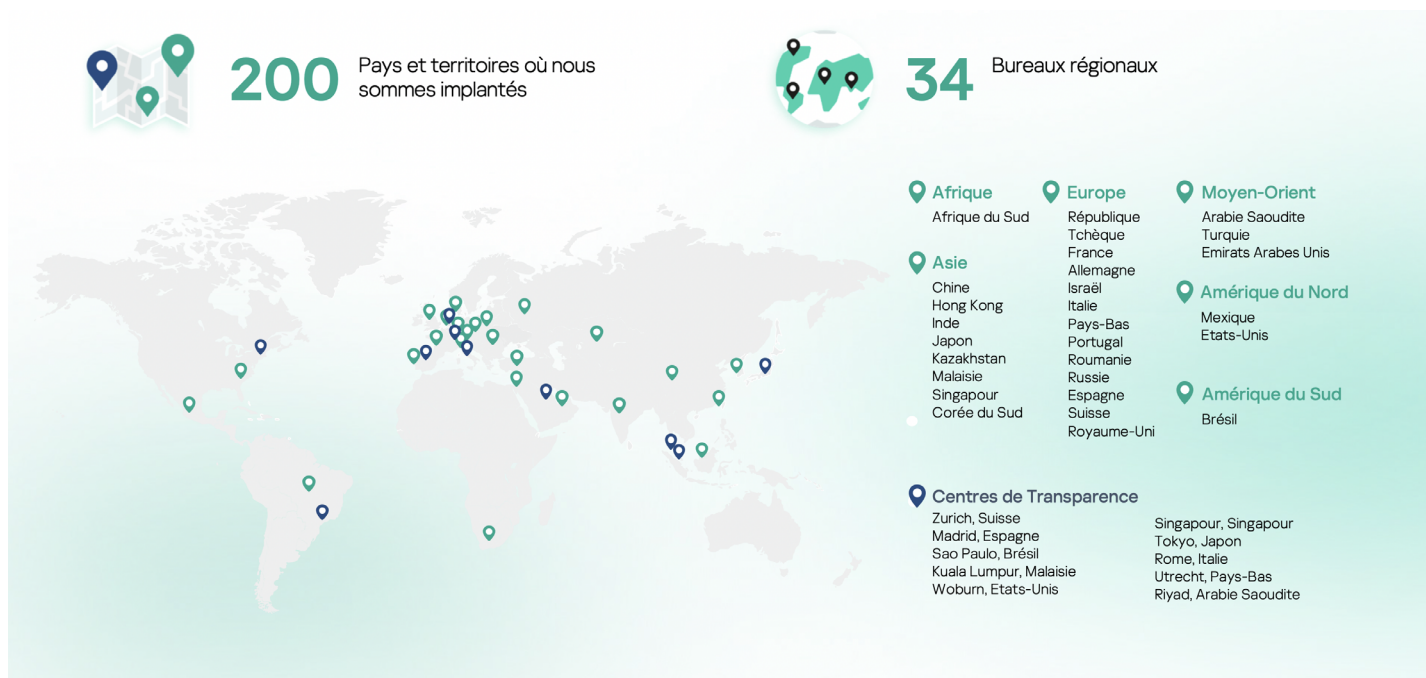 200
Pays et territoires où nous
sommes implantés
34
Bureaux régionaux
Afrique
Afrique du Sud
Asie
Chine
Hong Kong
Inde
Japon
Kazakhstan
Malaisie
Singapour
Corée du Sud
Europe
République
Tchèque
France
Allemagne
Israël
Italie
Pays-Bas
Portugal
Roumanie
Russie
Espagne
Suisse
Royaume-Uni
Moyen-Orient
Arabie Saoudite
Turquie
Emirats Arabes Unis
Amérique du Nord
Mexique
Etats-Unis
Amérique du Sud
Brésil
Centres de Transparence
Zurich, Suisse
Madrid, Espagne
Sao Paulo, Brésil
Kuala Lumpur, Malaisie
Woburn, Etats-Unis
Singapour, Singapour
Tokyo, Japon
Rome, Italie
Utrecht, Pays-Bas
Riyad, Arabie Saoudite